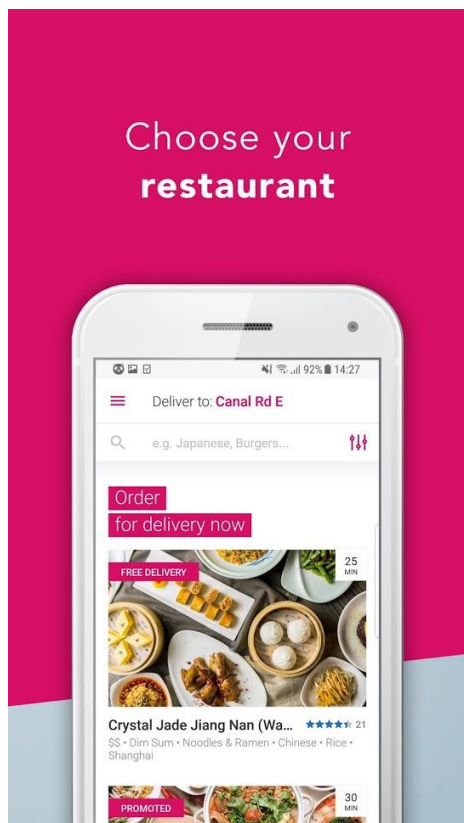 Choose your
restaurant
92% 14:27
Deliver to: Canal Rd E
e.g. Japanese, Burgers...
Order
for delivery now
FREE DELIVERY
25
MIN
Crystal Jade Jiang Nan (Wa... 21
$$ • Dim Sum • Noodles & Ramen • Chinese • Rice •
Shanghai
PROMOTED
30
MIN